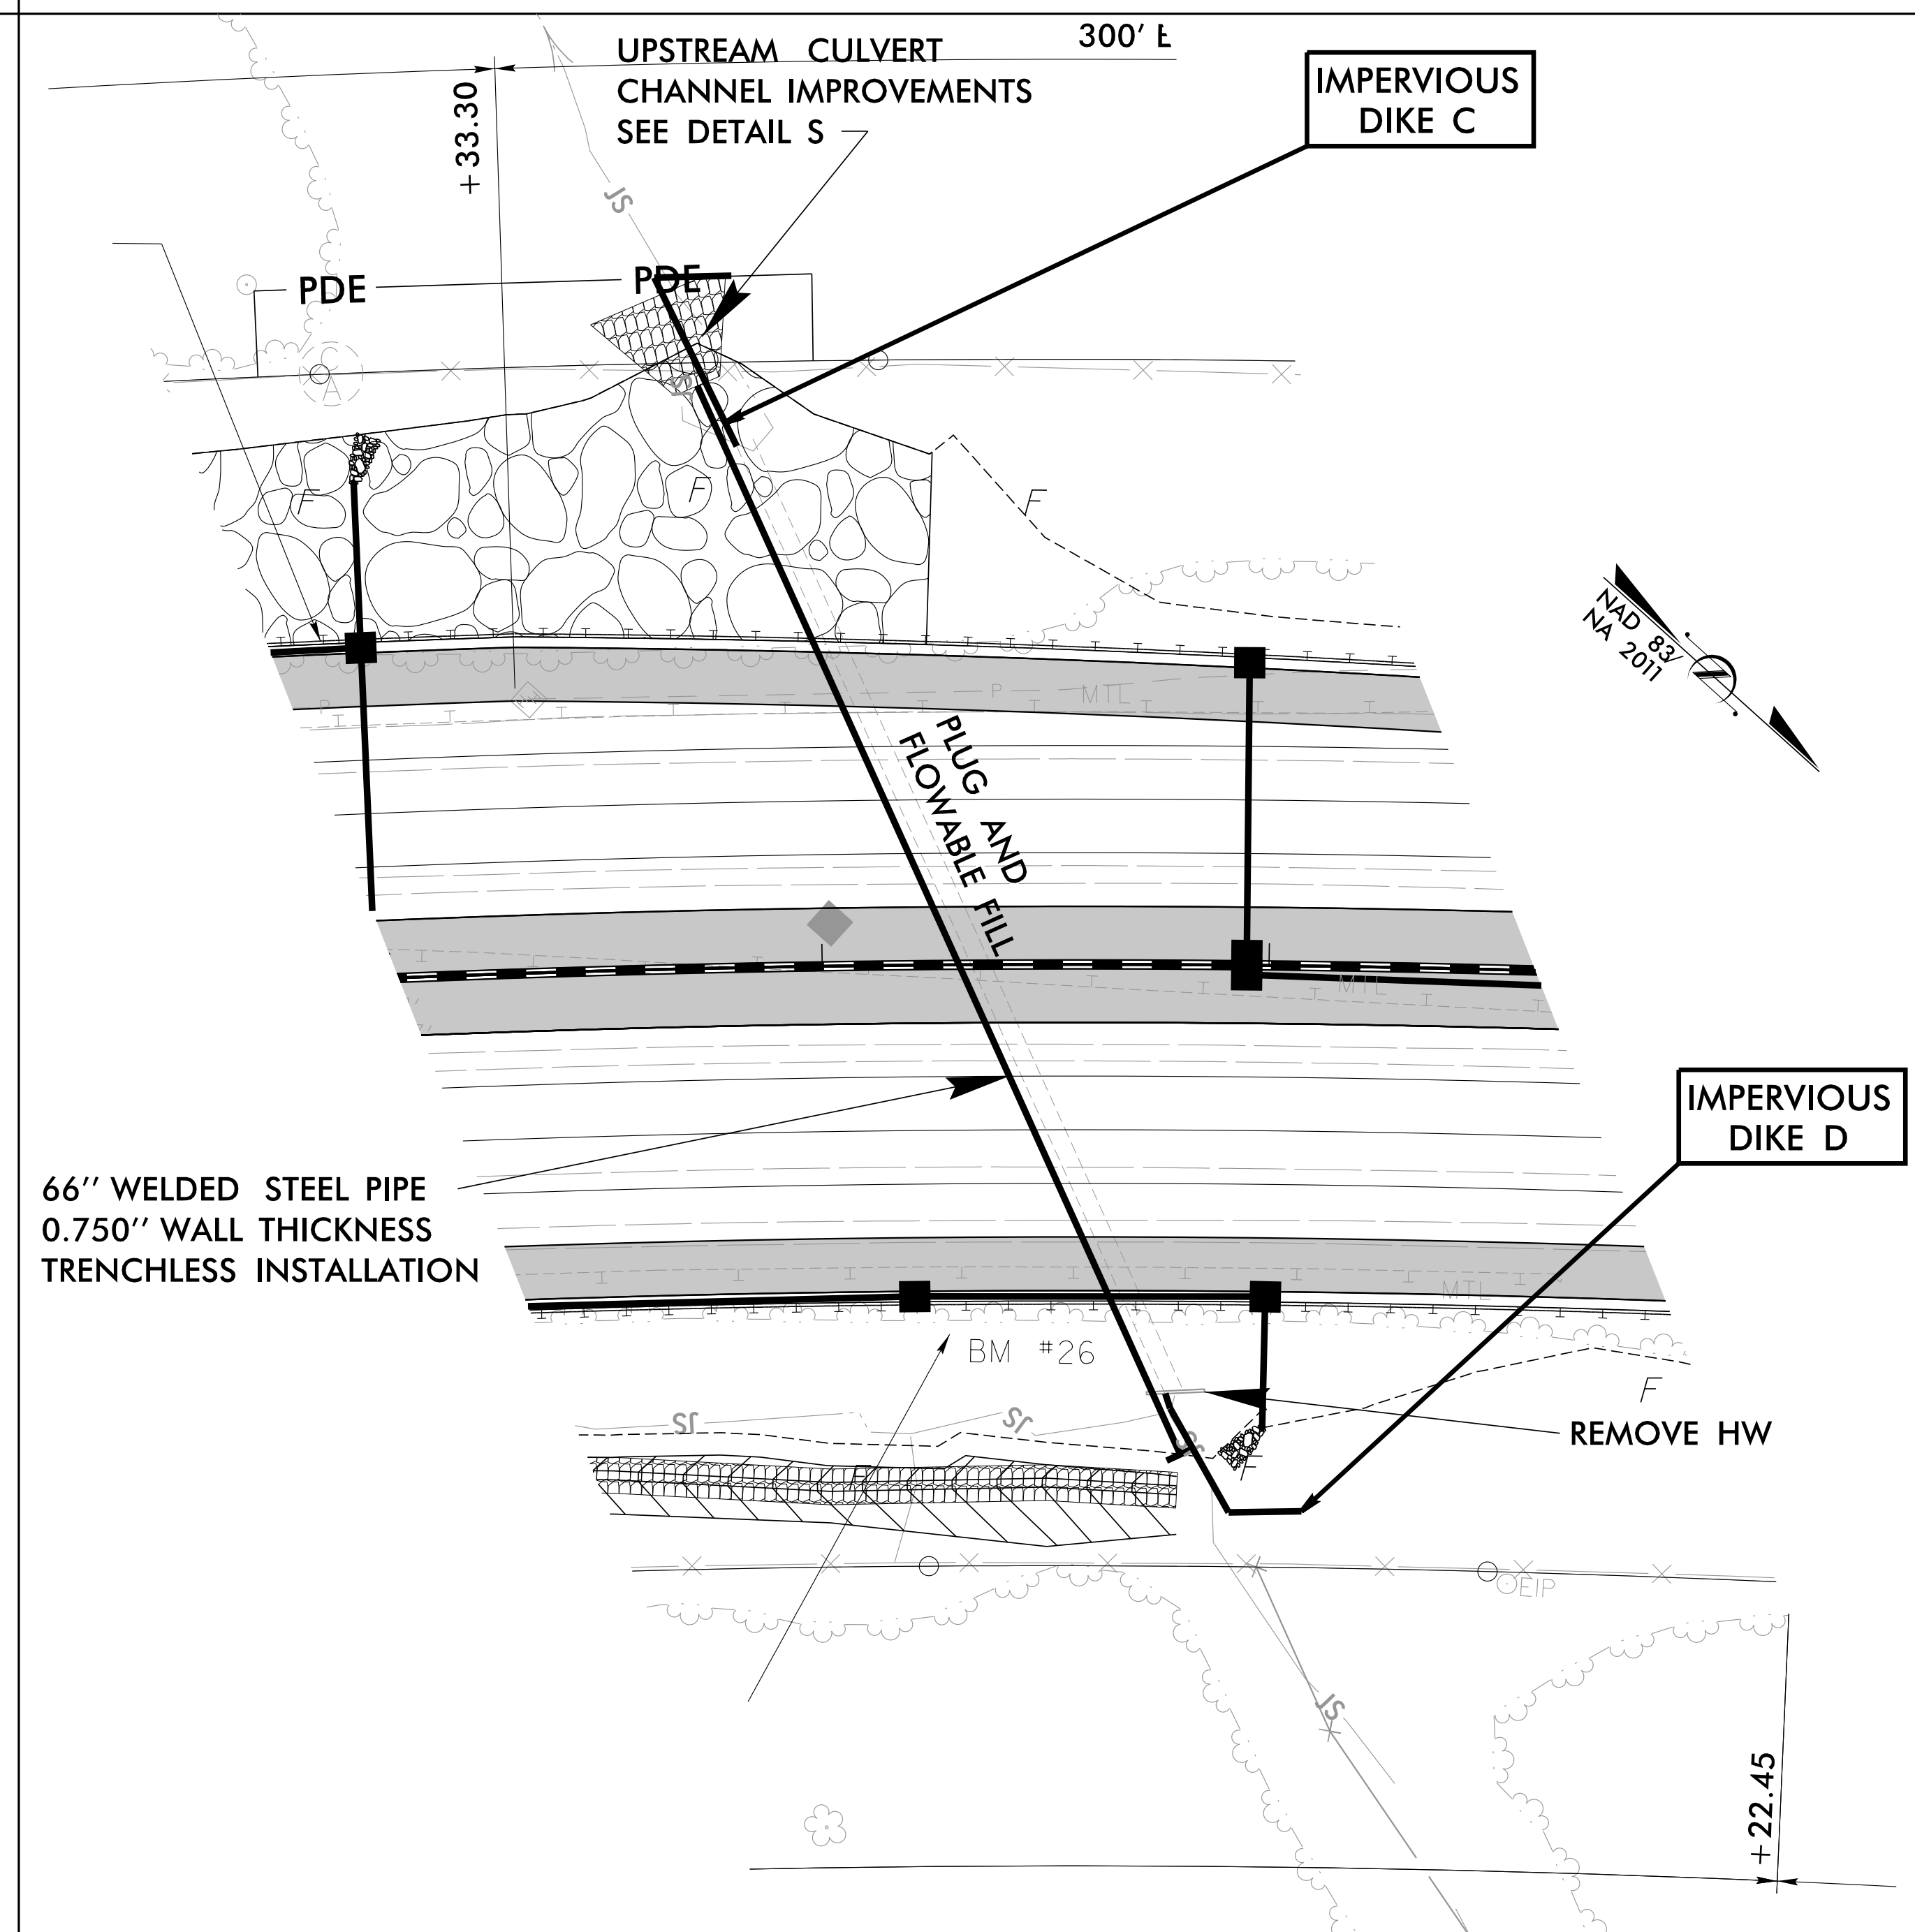 UPSTREAM CULVERT
CHANNEL IMPROVEMENTS
SEE DETAIL S
300'
IMPERVIOUS
DIKE C
+33.30
JS
PDE
PDE
A
JS
F
F
F
NAD 83/
NA 2011
P
P
MTL
PLUG AND
FLOWABLE FILL
MTL
IMPERVIOUS
DIKE D
66'' WELDED STEEL PIPE
0.750'' WALL THICKNESS
TRENCHLESS INSTALLATION
MTL
BM #26
F
JS
JS
REMOVE HW
JS
F
F
EIP
JS
+22.45